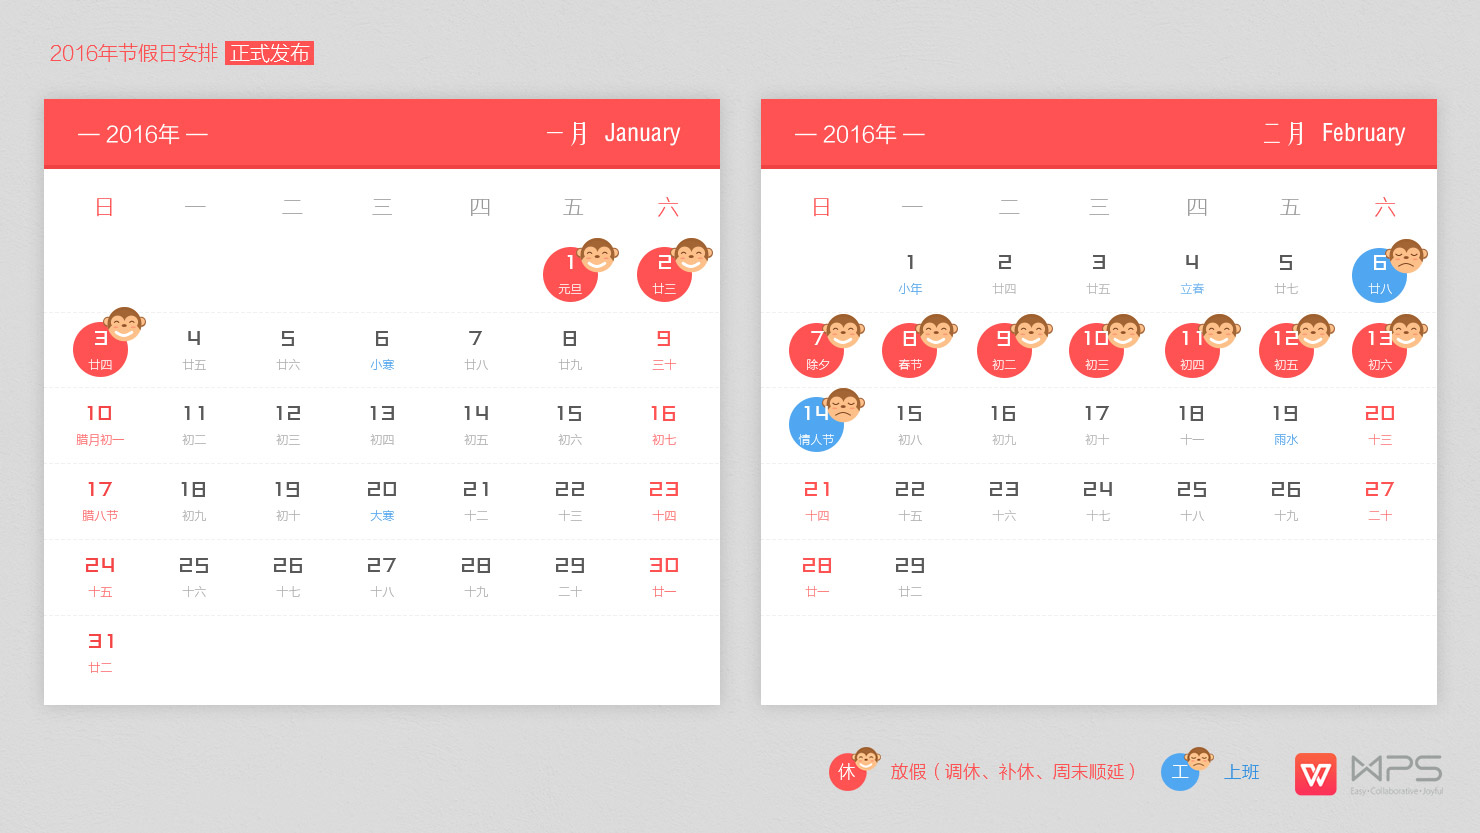 2016年节假日安排 正式发布
— 2016年 — 一月 January
日 一 二 三 四 五 六
1 2
元旦 廿三
3 4 5 6 7 8 9
廿四 廿五 廿六 小寒 廿八 廿九 三十
10 11 12 13 14 15 16
腊月初一 初二 初三 初四 初五 初六 初七
17 18 19 20 21 22 23
腊八节 初九 初十 大寒 十二 十三 十四
24 25 26 27 28 29 30
十五 十六 十七 十八 十九 二十 廿一
31
廿二
— 2016年 — 二月 February
日 一 二 三 四 五 六
1 2 3 4 5 6
小年 廿四 廿五 立春 廿七 廿八
7 8 9 10 11 12 13
除夕 春节 初二 初三 初四 初五 初六
14 15 16 17 18 19 20
情人节 初八 初九 初十 十一 雨水 十三
21 22 23 24 25 26 27
十四 十五 十六 十七 十八 十九 二十
28 29
廿一 廿二
休 放假（调休、补休、周末顺延） 工 上班 W WPS
Easy·Collaborative·Joyful